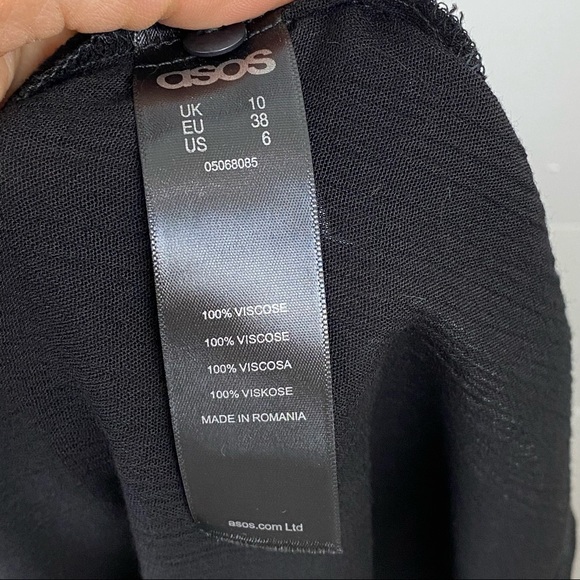 asos
UK 10
EU 38
US 6
05068085
100% VISCOSE
100% VISCOSE
100% VISCOSA
100% VISKOSE
MADE IN ROMANIA
asos.com Ltd